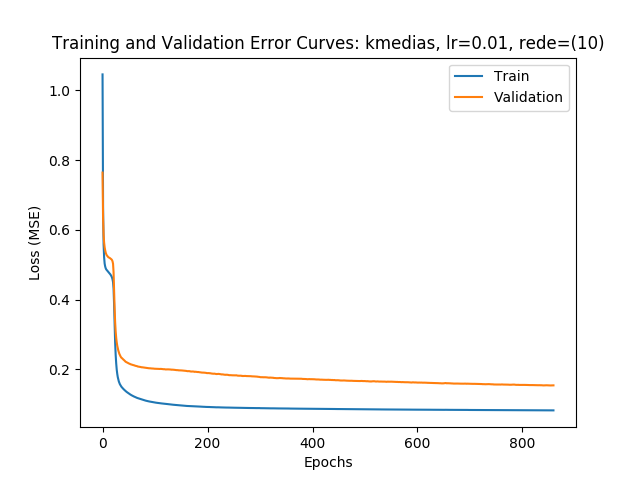 Training and Validation Error Curves: kmedias, lr=0.01, rede=(10)
Train
Validation
1.0
0.8
0.6
0.4
0.2
Loss (MSE)
0 200 400 600 800
Epochs